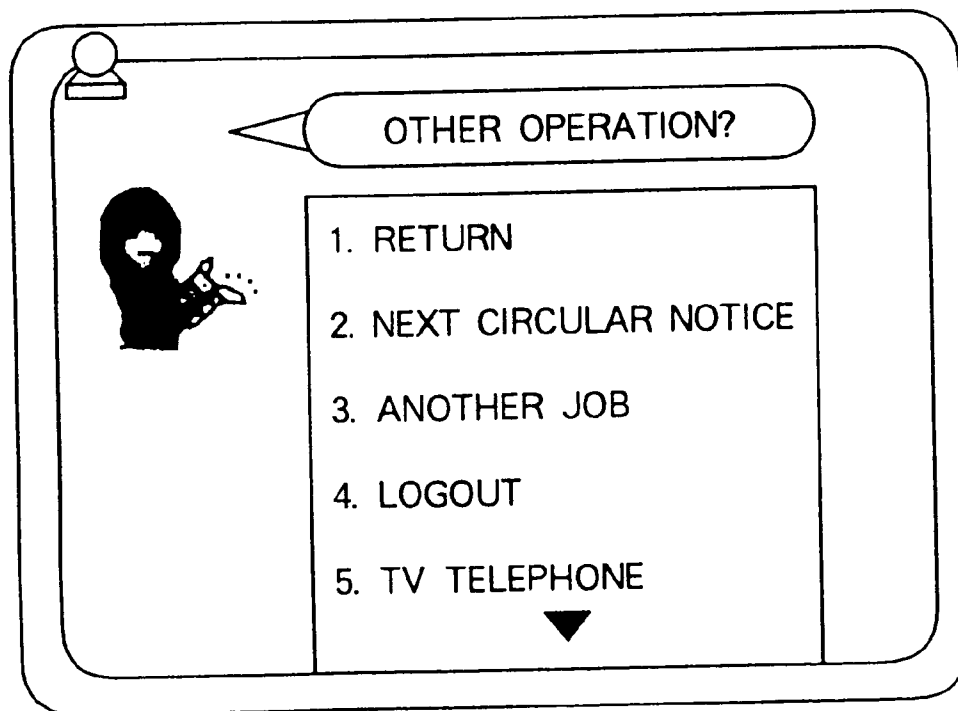 OTHER OPERATION?
1. RETURN
2. NEXT CIRCULAR NOTICE
3. ANOTHER JOB
4. LOGOUT
5. TV TELEPHONE